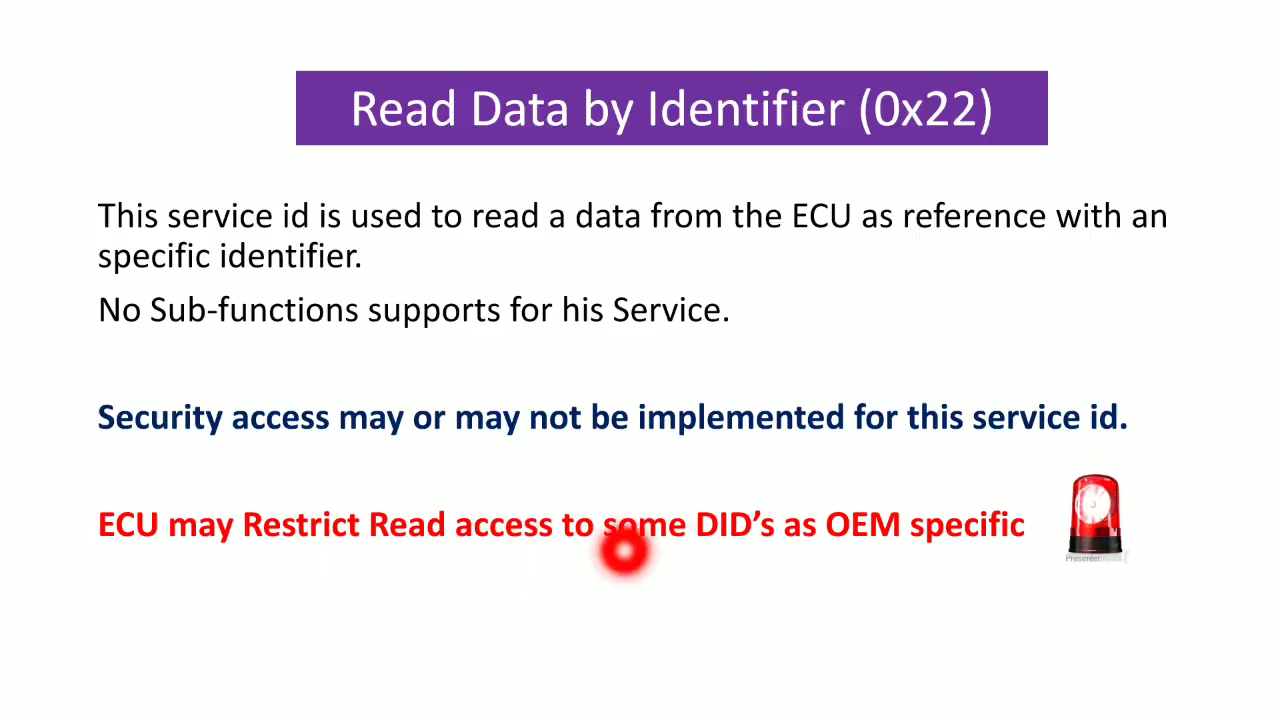 Read Data by Identifier (0x22)
This service id is used to read a data from the ECU as reference with an
specific identifier.
No Sub-functions supports for his Service.
Security access may or may not be implemented for this service id.
ECU may Restrict Read access to some DID’s as OEM specific